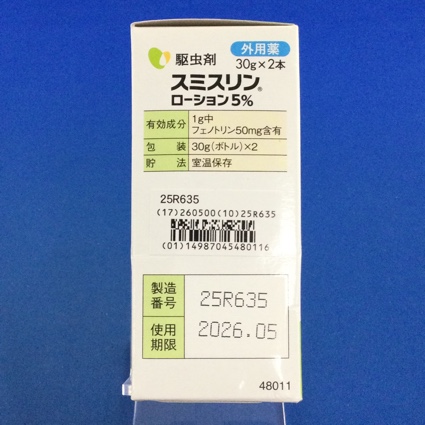 駆虫剤
外用薬
30g×2本
スミスリン®
ローション5%
有効成分 1g中
フェノトリン50mg含有
包装 30g(ボトル)×2
貯法 室温保存
25R635
(17)260500(10)25R635
(01)14987045480116
製造番号 25R635
使用期限 2026.05
48011